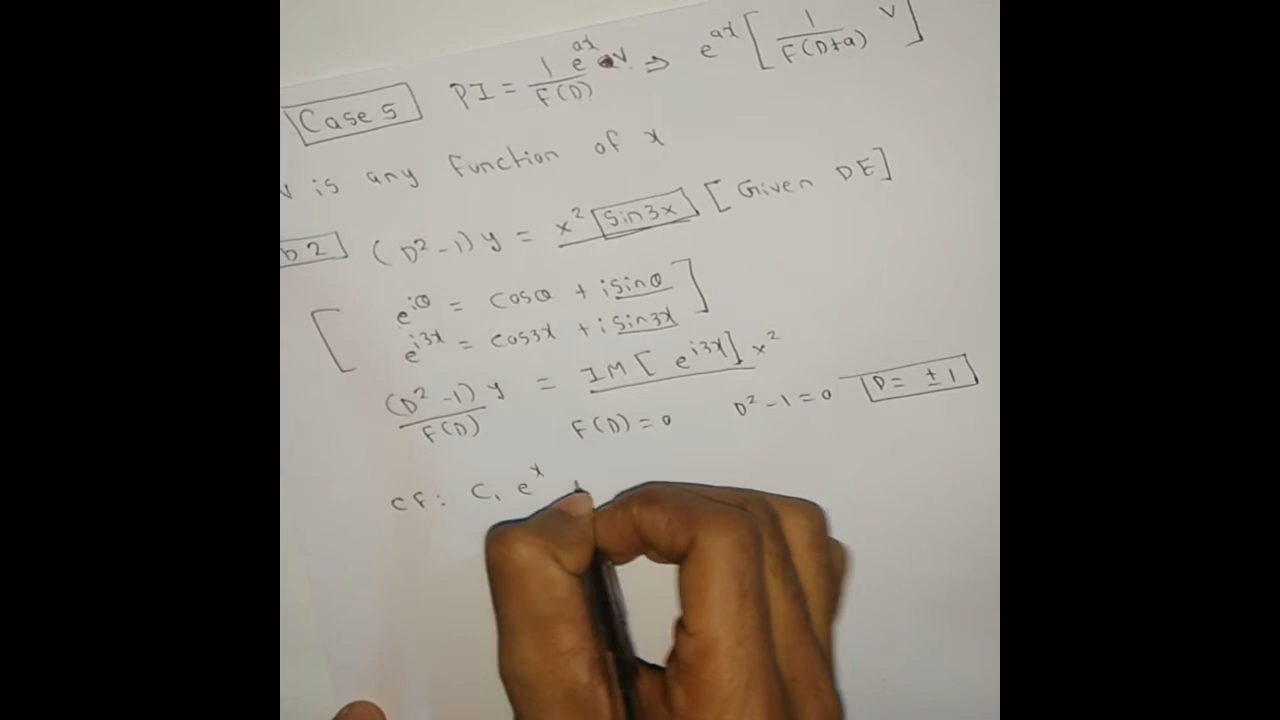 Case 5 PI = 1/F(D) e^{ax} V. ⇒ e^{ax} [ 1/F(D+a) V ]
V is any function of x
b 2 (D² - 1) y = x² sin3x [Given DE]
[ e^{iθ} = cosθ + i sinθ ]
e^{i3x} = cos3x + i sin3x
(D² - 1) y = IM [ e^{i3x} ] x²
F(D) F(D) = 0 D² - 1 = 0 D = ± 1
CF: C₁ e^x +